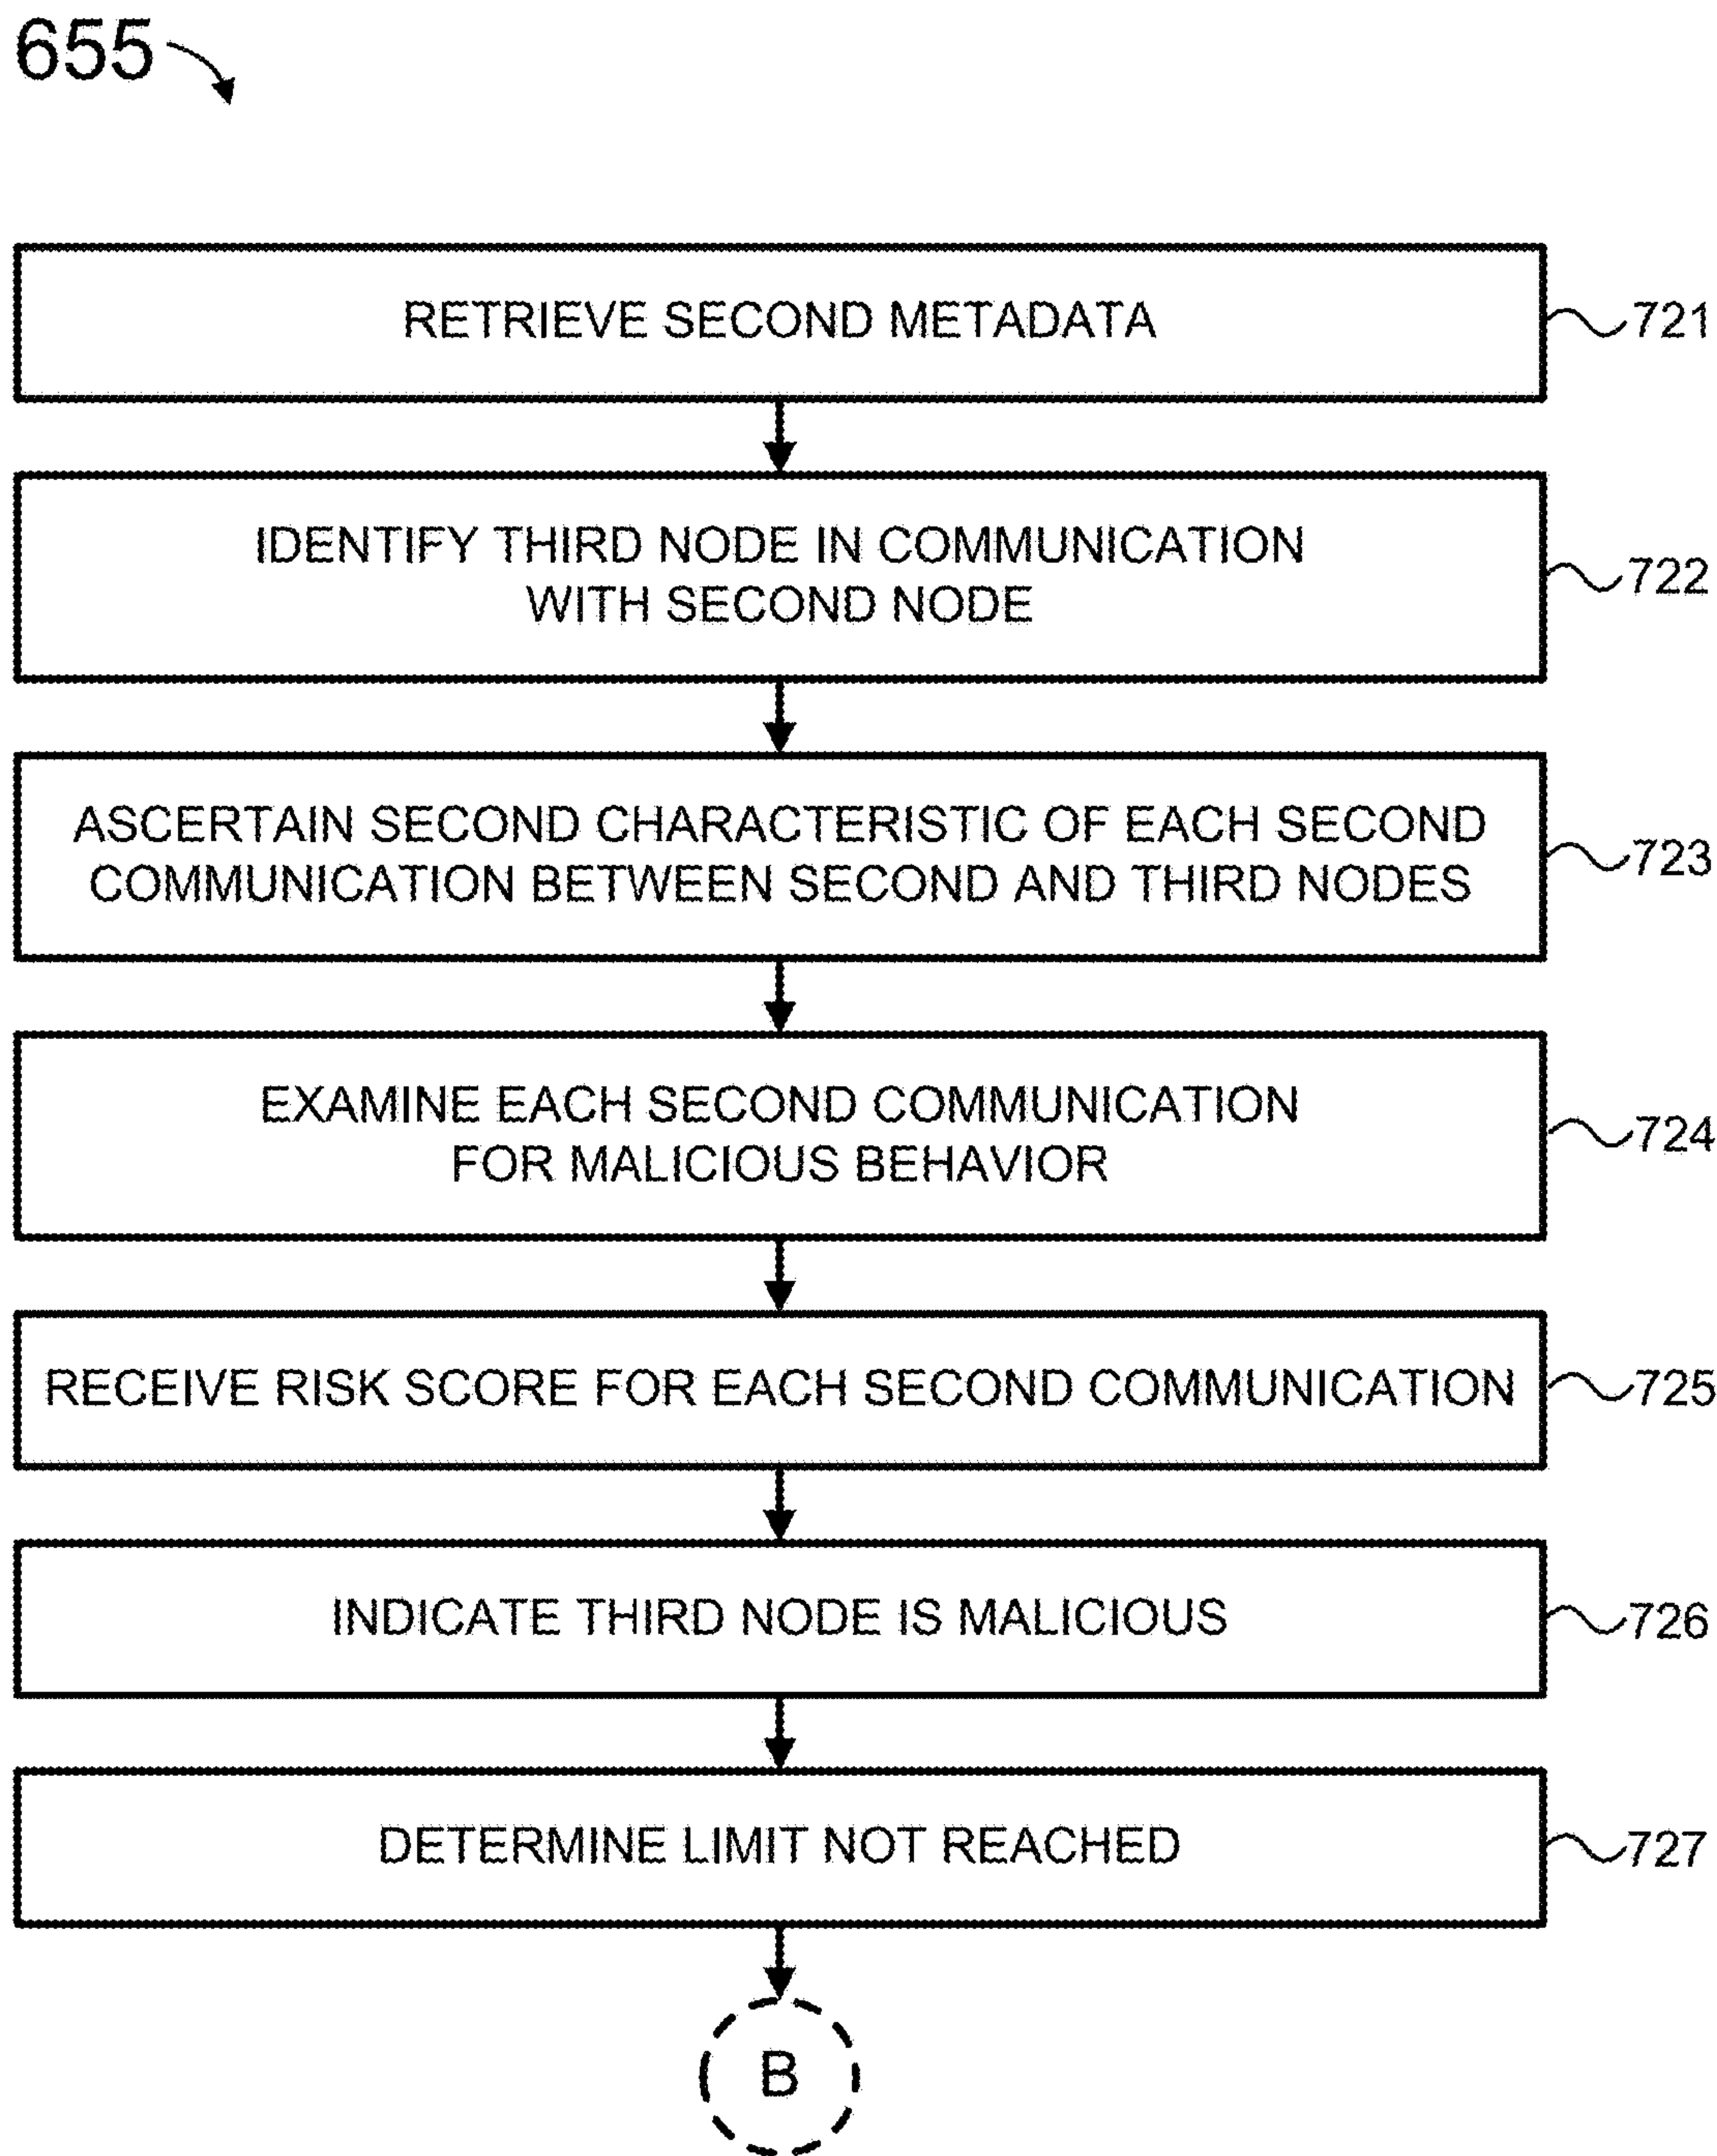 655
RETRIEVE SECOND METADATA
721
IDENTIFY THIRD NODE IN COMMUNICATION
WITH SECOND NODE
722
ASCERTAIN SECOND CHARACTERISTIC OF EACH SECOND
COMMUNICATION BETWEEN SECOND AND THIRD NODES
723
EXAMINE EACH SECOND COMMUNICATION
FOR MALICIOUS BEHAVIOR
724
RECEIVE RISK SCORE FOR EACH SECOND COMMUNICATION
725
INDICATE THIRD NODE IS MALICIOUS
726
DETERMINE LIMIT NOT REACHED
727
B